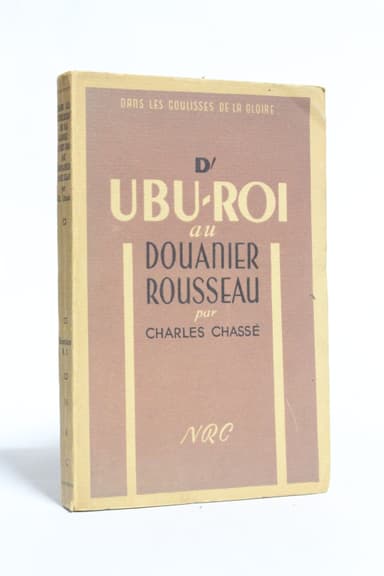 DANS LES COULISSES DE LA GLOIRE
D'
UBU-ROI
au
DOUANIER
ROUSSEAU
par
CHARLES CHASSÉ
NRC